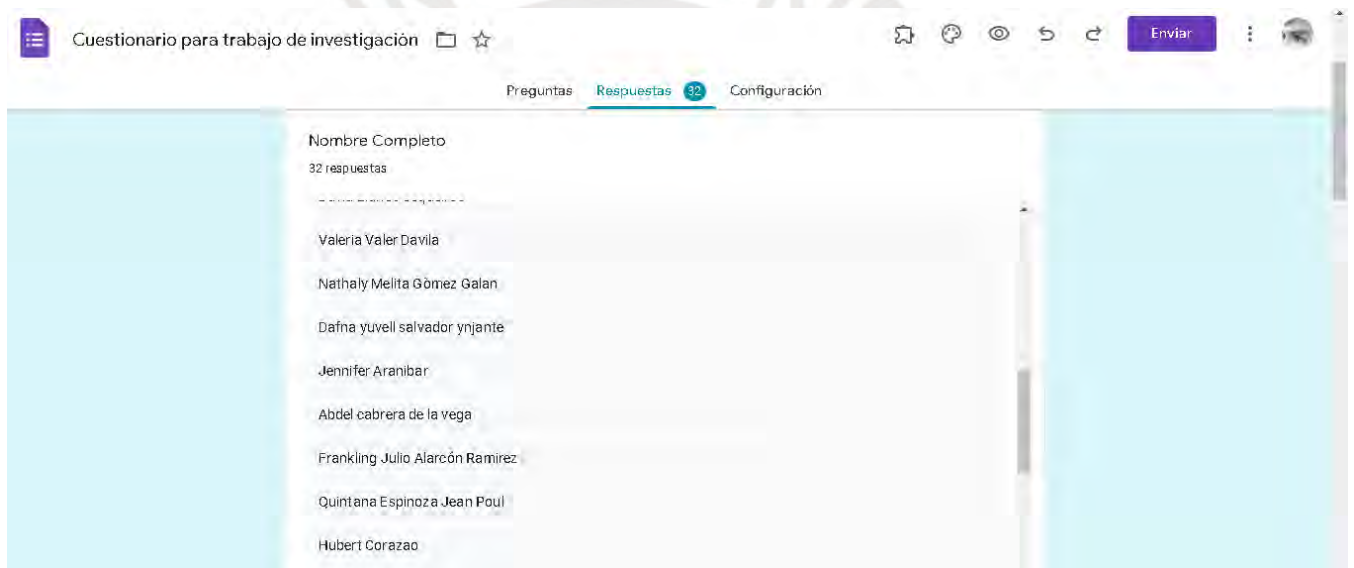 Cuestionario para trabajo de investigación
Enviar
Preguntas Respuestas 32 Configuración
Nombre Completo
32 respuestas
Valeria Valer Davila
Nathaly Melita Gòmez Galan
Dafna yuvell salvador ynjante
Jennifer Aranibar
Abdel cabrera de la vega
Frankling Julio Alarcón Ramirez
Quintana Espinoza Jean Poul
Hubert Corazao